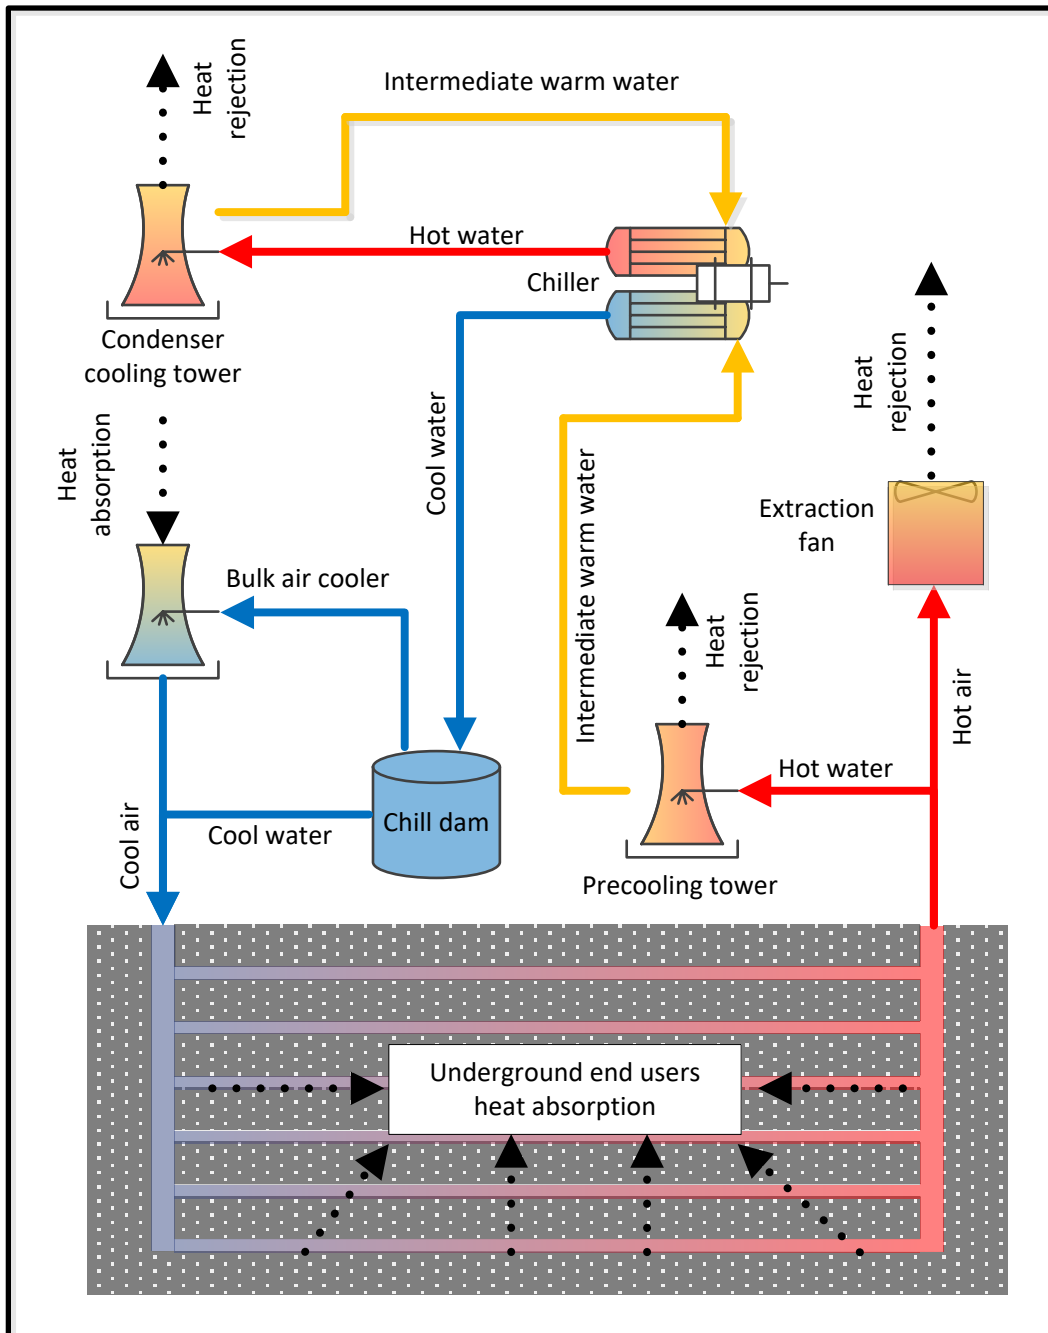 Heat
rejection
Intermediate warm water
Hot water
Chiller
Condenser
cooling tower
Heat
rejection
Heat
absorption
Cool water
Extraction
fan
Intermediate warm water
Bulk air cooler
Heat
rejection
Hot air
Hot water
Chill dam
Cool water
Cool air
Precooling tower
Underground end users
heat absorption